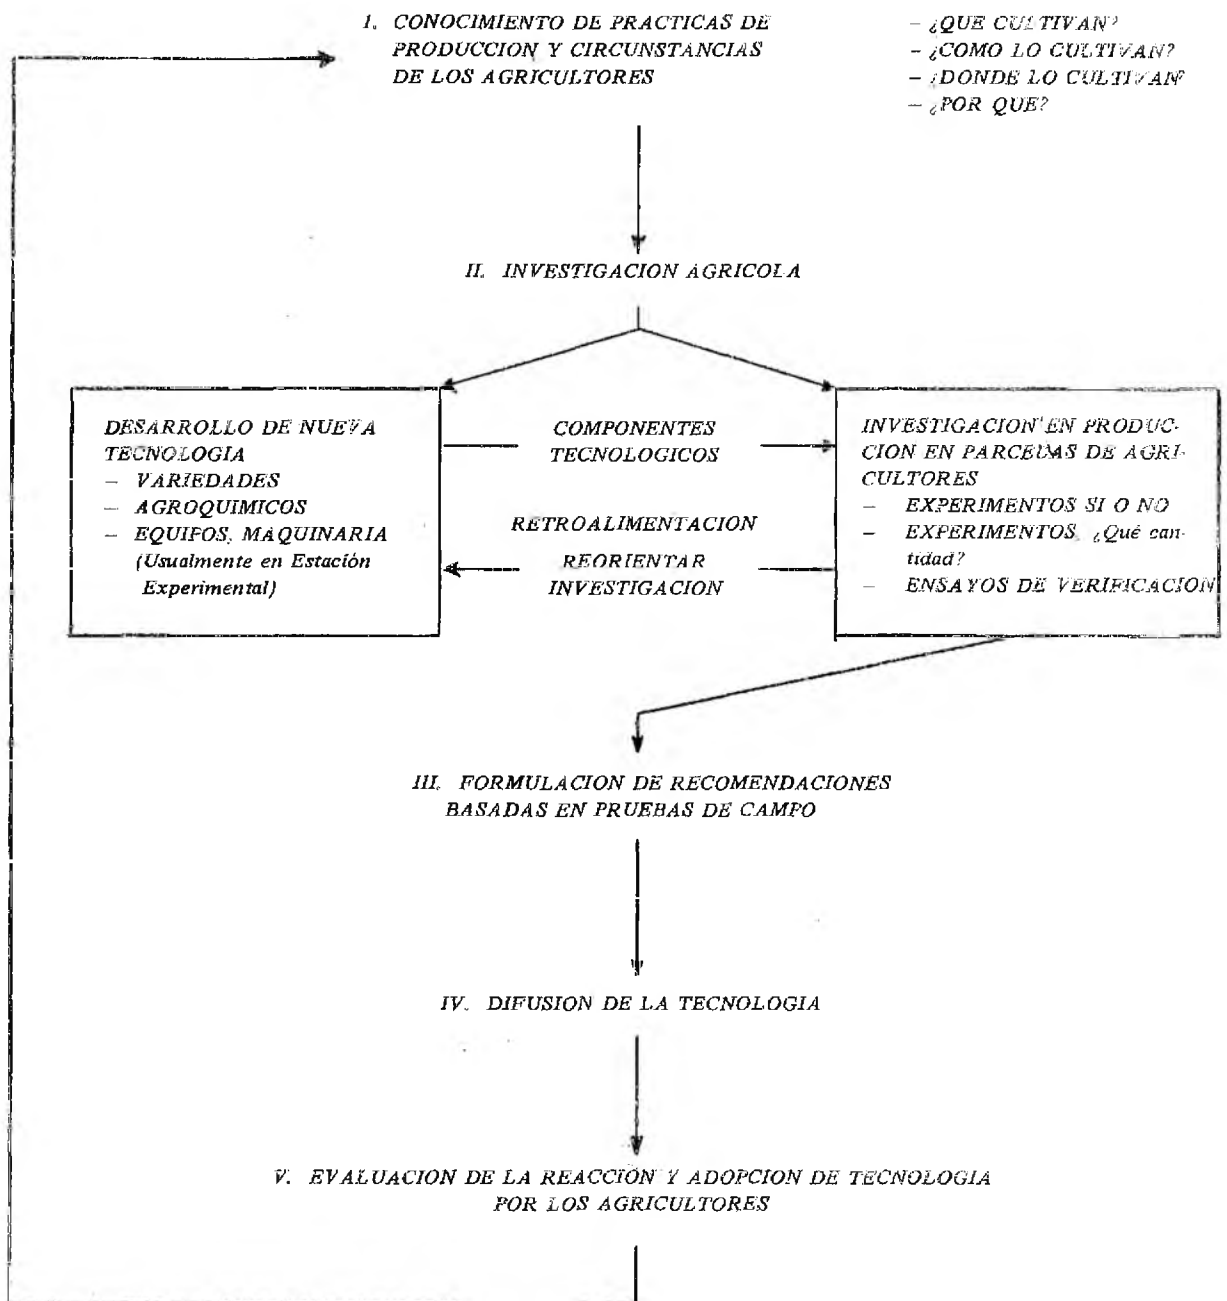 I. CONOCIMIENTO DE PRACTICAS DE
PRODUCCION Y CIRCUNSTANCIAS
DE LOS AGRICULTORES
– ¿QUE CULTIVAN?
– ¿COMO LO CULTIVAN?
– ¿DONDE LO CULTIVAN?
– ¿POR QUE?
II. INVESTIGACION AGRICOLA
DESARROLLO DE NUEVA
TECNOLOGIA
– VARIEDADES
– AGROQUIMICOS
– EQUIPOS, MAQUINARIA
(Usualmente en Estación
Experimental)
COMPONENTES
TECNOLOGICOS
RETROALIMENTACION
REORIENTAR
INVESTIGACION
INVESTIGACION EN PRODUC-
CION EN PARCELAS DE AGRI-
CULTORES
– EXPERIMENTOS SI O NO
– EXPERIMENTOS, ¿Qué can-
tidad?
– ENSAYOS DE VERIFICACION
III. FORMULACION DE RECOMENDACIONES
BASADAS EN PRUEBAS DE CAMPO
IV. DIFUSION DE LA TECNOLOGIA
V. EVALUACION DE LA REACCIÓN Y ADOPCION DE TECNOLOGIA
POR LOS AGRICULTORES